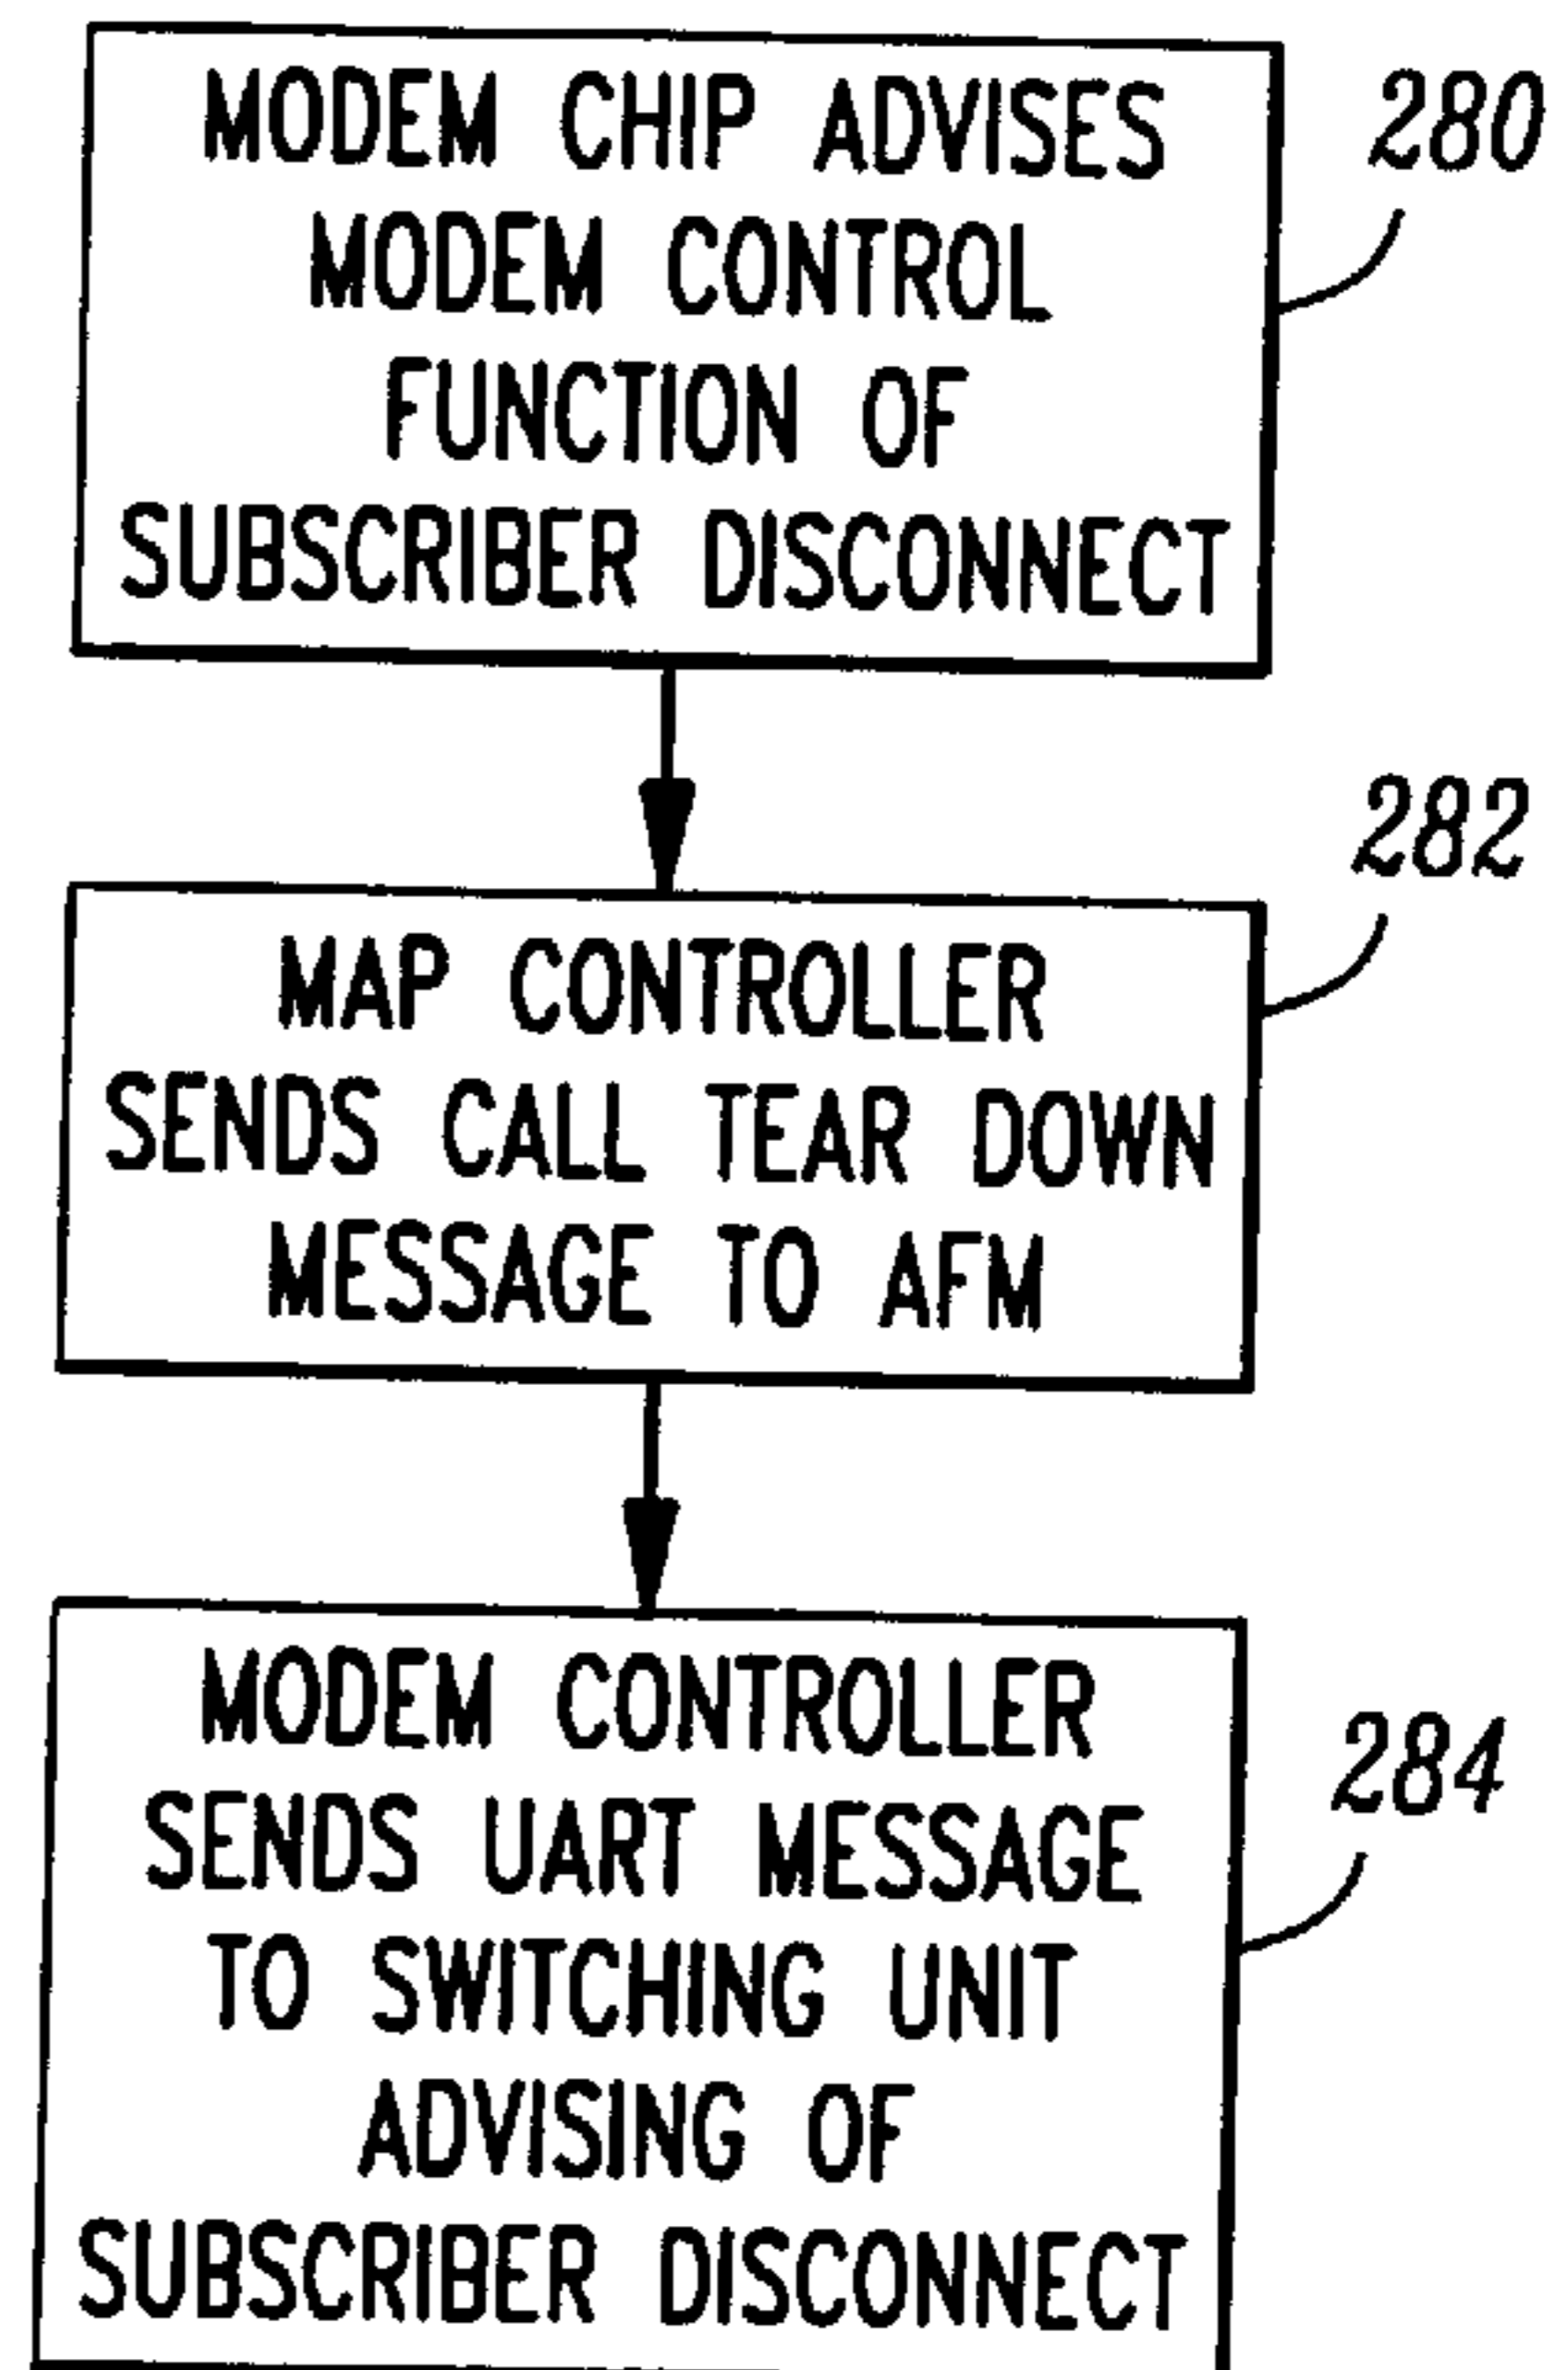 MODEM CHIP ADVISES
MODEM CONTROL
FUNCTION OF
SUBSCRIBER DISCONNECT
280
MAP CONTROLLER
SENDS CALL TEAR DOWN
MESSAGE TO AFM
282
MODEM CONTROLLER
SENDS UART MESSAGE
TO SWITCHING UNIT
ADVISING OF
SUBSCRIBER DISCONNECT
284